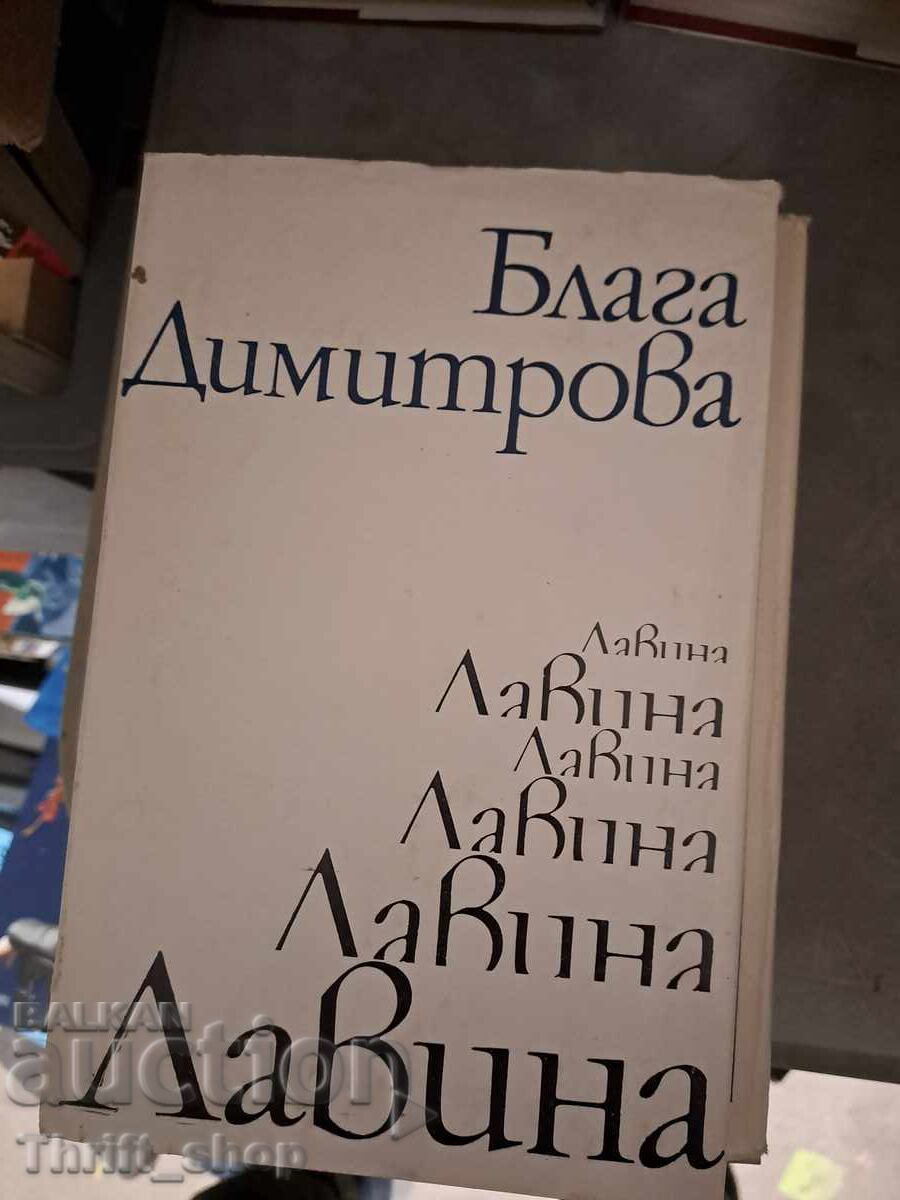 Блага
Димитрова
Лавина
Лавина
Лавина
Лавина
Лавина
Лавина
BALKAN
auction
Thrift_shop